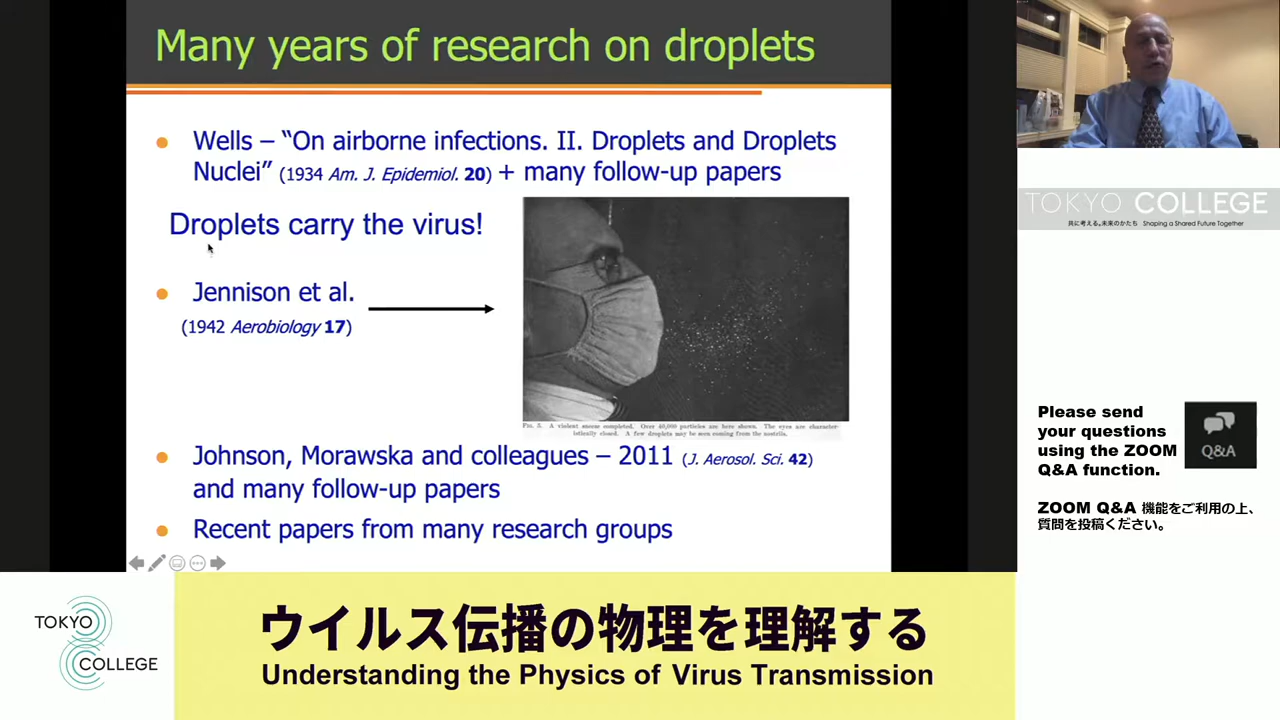 Many years of research on droplets
Wells – “On airborne infections. II. Droplets and Droplets
Nuclei” (1934 Am. J. Epidemiol. 20) + many follow-up papers
Droplets carry the virus!
Jennison et al.
(1942 Aerobiology 17)
FIG. 3. A violent sneeze completed. Over 40,000 particles are here shown. The eyes are charac-
teristically closed. A few droplets may be seen coming from the nostrils.
Johnson, Morawska and colleagues – 2011 (J. Aerosol. Sci. 42)
and many follow-up papers
Recent papers from many research groups
TOKYO COLLEGE
共に考える、未来のかたち Shaping a Shared Future Together
Please send
your questions
using the ZOOM
Q&A function.
Q&A
ZOOM Q&A 機能をご利用の上、
質問を投稿ください。
TOKYO
COLLEGE
ウイルス伝播の物理を理解する
Understanding the Physics of Virus Transmission